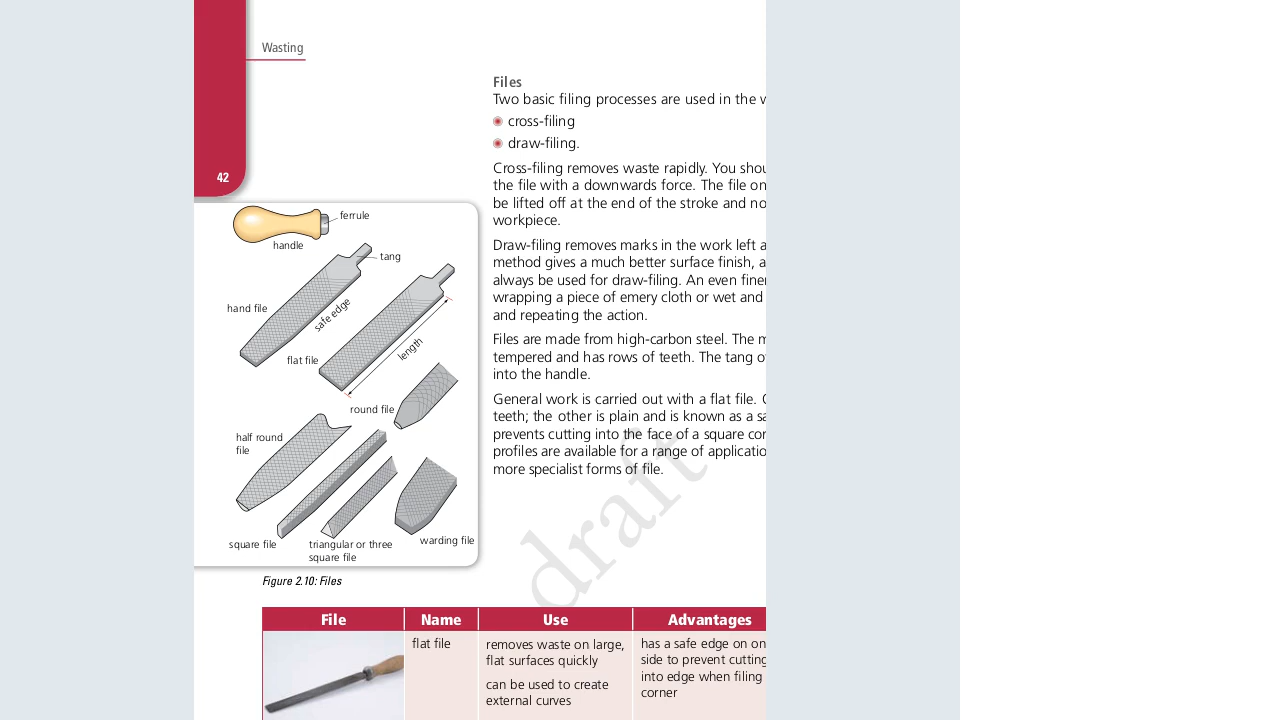 Wasting
42
Files
Two basic filing processes are used in the
cross-filing
draw-filing.
Cross-filing removes waste rapidly. You
the file with a downwards force. The file
be lifted off at the end of the stroke and
workpiece.
Draw-filing removes marks in the work left
method gives a much better surface finish,
always be used for draw-filing. An even finer
wrapping a piece of emery cloth or wet and
and repeating the action.
Files are made from high-carbon steel. The
tempered and has rows of teeth. The tang
into the handle.
General work is carried out with a flat file.
teeth; the other is plain and is known as a
prevents cutting into the face of a square
profiles are available for a range of
more specialist forms of file.
ferrule
handle
tang
hand file
safe edge
flat file
length
round file
half round
file
square file
triangular or three
square file
warding file
Figure 2.10: Files
draft
File Name Use Advantages
flat file
removes waste on large,
flat surfaces quickly
can be used to create
external curves
has a safe edge on
side to prevent cutting
into edge when filing
corner